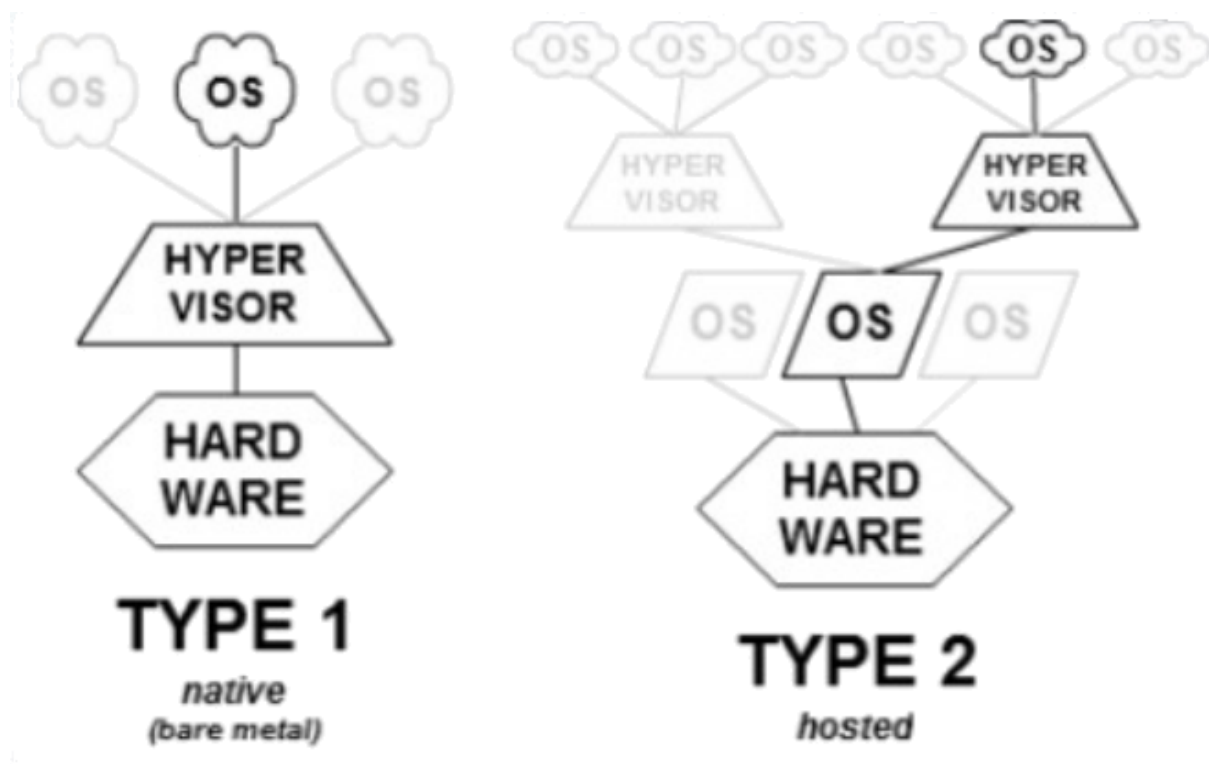 OS
OS
OS
HYPER
VISOR
HARD
WARE
TYPE 1
native
(bare metal)
OS
OS
OS
OS
OS
OS
HYPER
VISOR
HYPER
VISOR
OS
OS
OS
HARD
WARE
TYPE 2
hosted